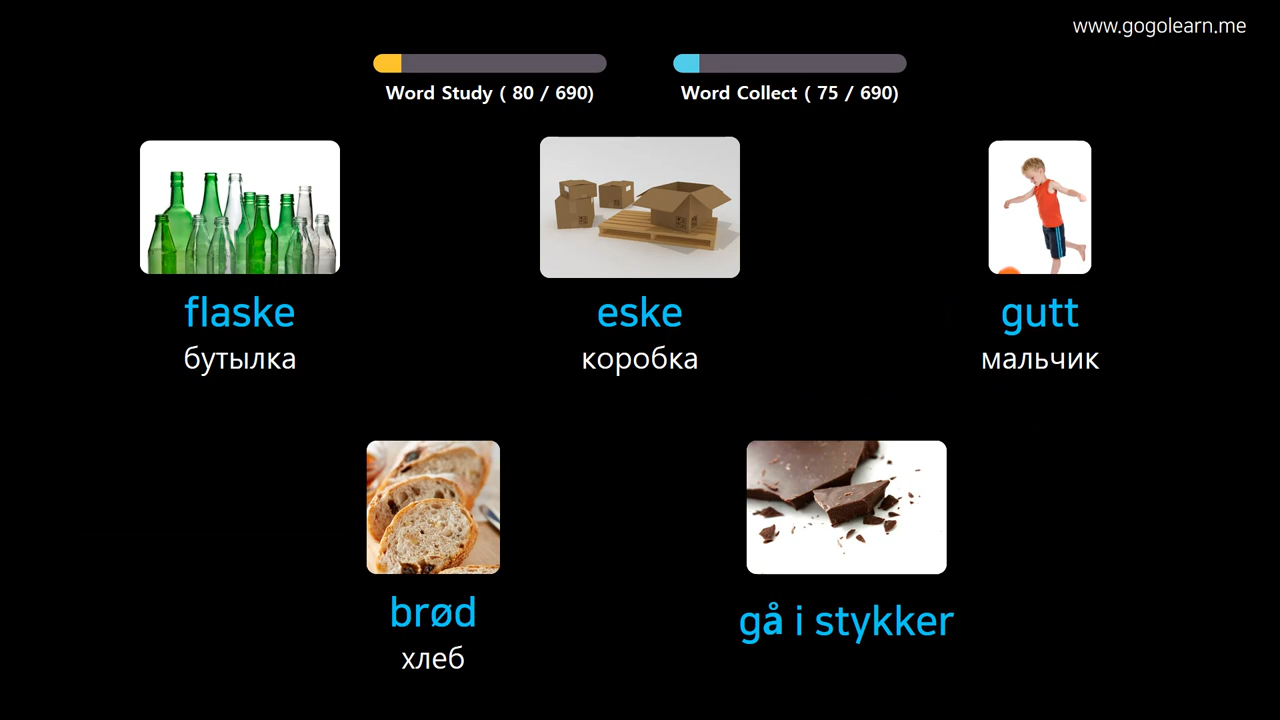 www.gogolearn.me
Word Study ( 80 / 690)
Word Collect ( 75 / 690)
flaske
бутылка
eske
коробка
gutt
мальчик
brød
хлеб
gå i stykker